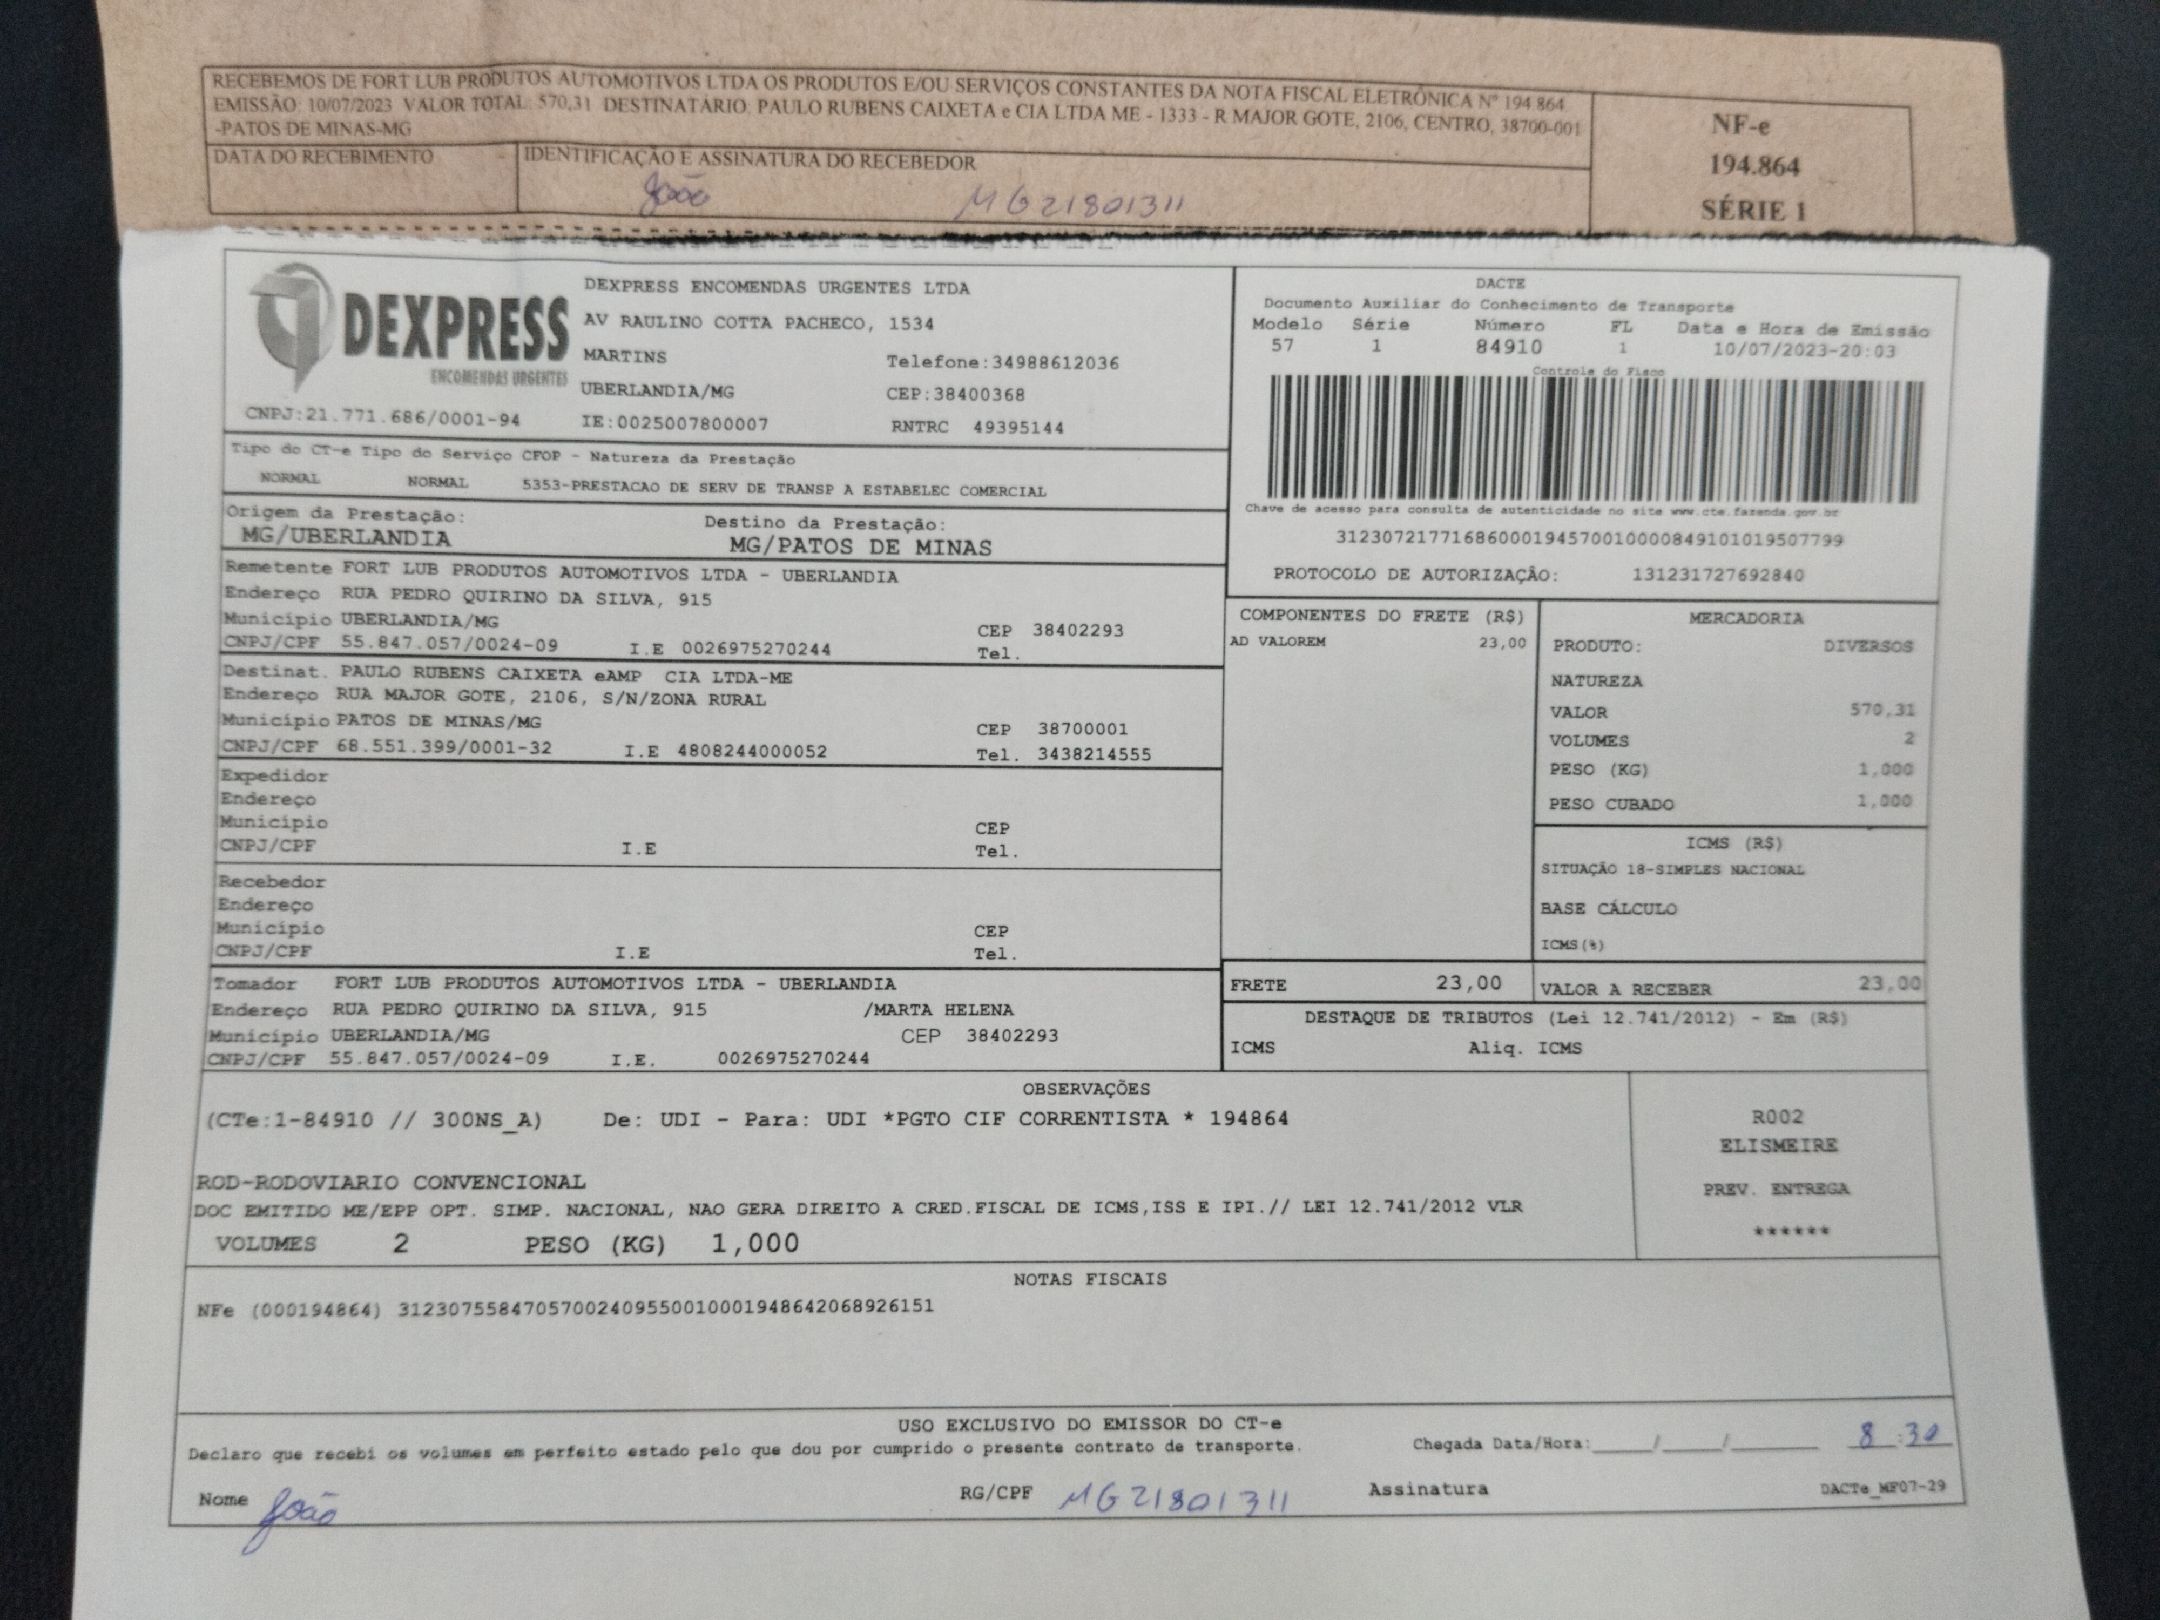 RECEBEMOS DE FORT LUB PRODUTOS AUTOMOTIVOS LTDA OS PRODUTOS E/OU SERVIÇOS CONSTANTES DA NOTA FISCAL ELETRÔNICA Nº 194.864
EMISSÃO: 10/07/2023 VALOR TOTAL: 570,31 DESTINATÁRIO: PAULO RUBENS CAIXETA e CIA LTDA ME - 1333 - R MAJOR GOTE, 2106, CENTRO, 38700-001
-PATOS DE MINAS-MG
NF-e
194.864
SÉRIE 1
DATA DO RECEBIMENTO
IDENTIFICAÇÃO E ASSINATURA DO RECEBEDOR
João MG21801311
DEXPRESS
ENCOMENDAS URGENTES
CNPJ:21.771.686/0001-94
DEXPRESS ENCOMENDAS URGENTES LTDA
AV RAULINO COTTA PACHECO, 1534
MARTINS Telefone:34988612036
UBERLANDIA/MG CEP:38400368
IE:0025007800007 RNTRC 49395144
DACTE
Documento Auxiliar do Conhecimento de Transporte
Modelo Série Número FL Data e Hora de Emissão
57 1 84910 1 10/07/2023-20:03
Controle do Fisco
Chave de acesso para consulta de autenticidade no site www.cte.fazenda.gov.br
31230721771686000194570010000849101019507799
PROTOCOLO DE AUTORIZAÇÃO: 131231727692840
Tipo do CT-e Tipo do Serviço CFOP - Natureza da Prestação
NORMAL NORMAL 5353-PRESTACAO DE SERV DE TRANSP A ESTABELEC COMERCIAL
Origem da Prestação: Destino da Prestação:
MG/UBERLANDIA MG/PATOS DE MINAS
Remetente FORT LUB PRODUTOS AUTOMOTIVOS LTDA - UBERLANDIA
Endereço RUA PEDRO QUIRINO DA SILVA, 915
Município UBERLANDIA/MG CEP 38402293
CNPJ/CPF 55.847.057/0024-09 I.E 0026975270244 Tel.
Destinat. PAULO RUBENS CAIXETA eAMP CIA LTDA-ME
Endereço RUA MAJOR GOTE, 2106, S/N/ZONA RURAL
Município PATOS DE MINAS/MG CEP 38700001
CNPJ/CPF 68.551.399/0001-32 I.E 4808244000052 Tel. 3438214555
Expedidor
Endereço
Município CEP
CNPJ/CPF I.E Tel.
Recebedor
Endereço
Município CEP
CNPJ/CPF I.E Tel.
Tomador FORT LUB PRODUTOS AUTOMOTIVOS LTDA - UBERLANDIA
Endereço RUA PEDRO QUIRINO DA SILVA, 915 /MARTA HELENA
Município UBERLANDIA/MG CEP 38402293
CNPJ/CPF 55.847.057/0024-09 I.E. 0026975270244
COMPONENTES DO FRETE (R$)
AD VALOREM 23,00
MERCADORIA
PRODUTO: DIVERSOS
NATUREZA
VALOR 570,31
VOLUMES 2
PESO (KG) 1,000
PESO CUBADO 1,000
ICMS (R$)
SITUAÇÃO 18-SIMPLES NACIONAL
BASE CÁLCULO
ICMS(%)
FRETE 23,00 VALOR A RECEBER 23,00
DESTAQUE DE TRIBUTOS (Lei 12.741/2012) - Em (R$)
ICMS Aliq. ICMS
OBSERVAÇÕES
(CTe:1-84910 // 300NS_A) De: UDI - Para: UDI *PGTO CIF CORRENTISTA * 194864
ROD-RODOVIARIO CONVENCIONAL
DOC EMITIDO ME/EPP OPT. SIMP. NACIONAL, NAO GERA DIREITO A CRED.FISCAL DE ICMS,ISS E IPI.// LEI 12.741/2012 VLR
VOLUMES 2 PESO (KG) 1,000
R002
ELISMEIRE
PREV. ENTREGA
******
NOTAS FISCAIS
NFe (000194864) 31230755847057002409550010001948642068926151
USO EXCLUSIVO DO EMISSOR DO CT-e
Declaro que recebi os volumes em perfeito estado pelo que dou por cumprido o presente contrato de transporte. Chegada Data/Hora:____/____/______ 8:30
Nome João RG/CPF MG21801311 Assinatura DACTe_MF07-29